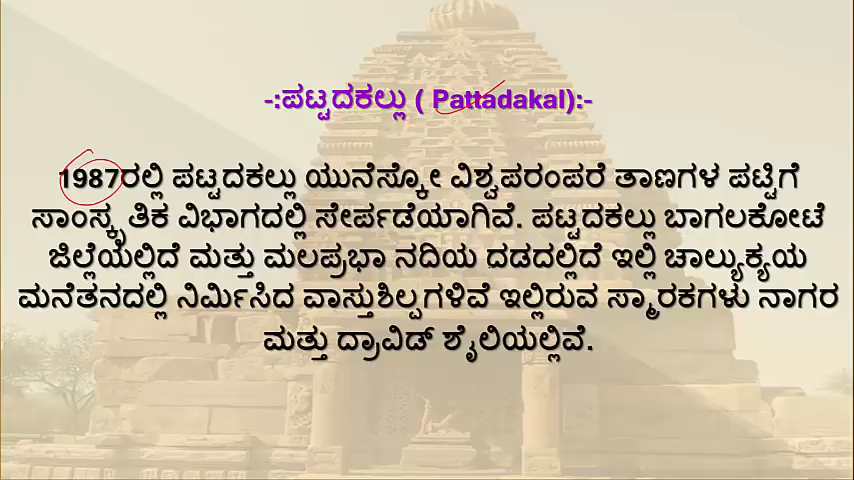 -:ಪಟ್ಟದಕಲ್ಲು ( Pattadakal):-
1987ರಲ್ಲಿ ಪಟ್ಟದಕಲ್ಲು ಯುನೆಸ್ಕೋ ವಿಶ್ವಪರಂಪರೆ ತಾಣಗಳ ಪಟ್ಟಿಗೆ
ಸಾಂಸ್ಕೃತಿಕ ವಿಭಾಗದಲ್ಲಿ ಸೇರ್ಪಡೆಯಾಗಿವೆ. ಪಟ್ಟದಕಲ್ಲು ಬಾಗಲಕೋಟೆ
ಜಿಲ್ಲೆಯಲ್ಲಿದೆ ಮತ್ತು ಮಲಪ್ರಭಾ ನದಿಯ ದಡದಲ್ಲಿದೆ ಇಲ್ಲಿ ಚಾಲ್ಯುಕ್ಯಯ
ಮನೆತನದಲ್ಲಿ ನಿರ್ಮಿಸಿದ ವಾಸ್ತುಶಿಲ್ಪಗಳಿವೆ ಇಲ್ಲಿರುವ ಸ್ಮಾರಕಗಳು ನಾಗರ
ಮತ್ತು ದ್ರಾವಿಡ್ ಶೈಲಿಯಲ್ಲಿವೆ.